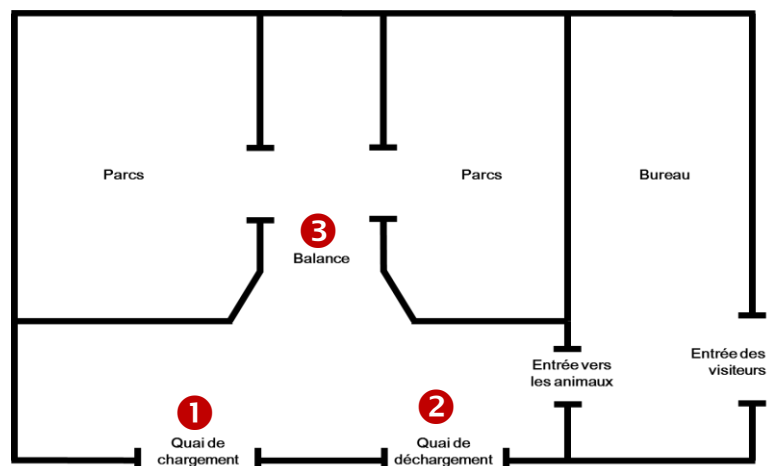 Parcs
Parcs
Bureau
3
Balance
Entrée vers
les animaux
Entrée des
visiteurs
1
Quai de
chargement
2
Quai de
déchargement